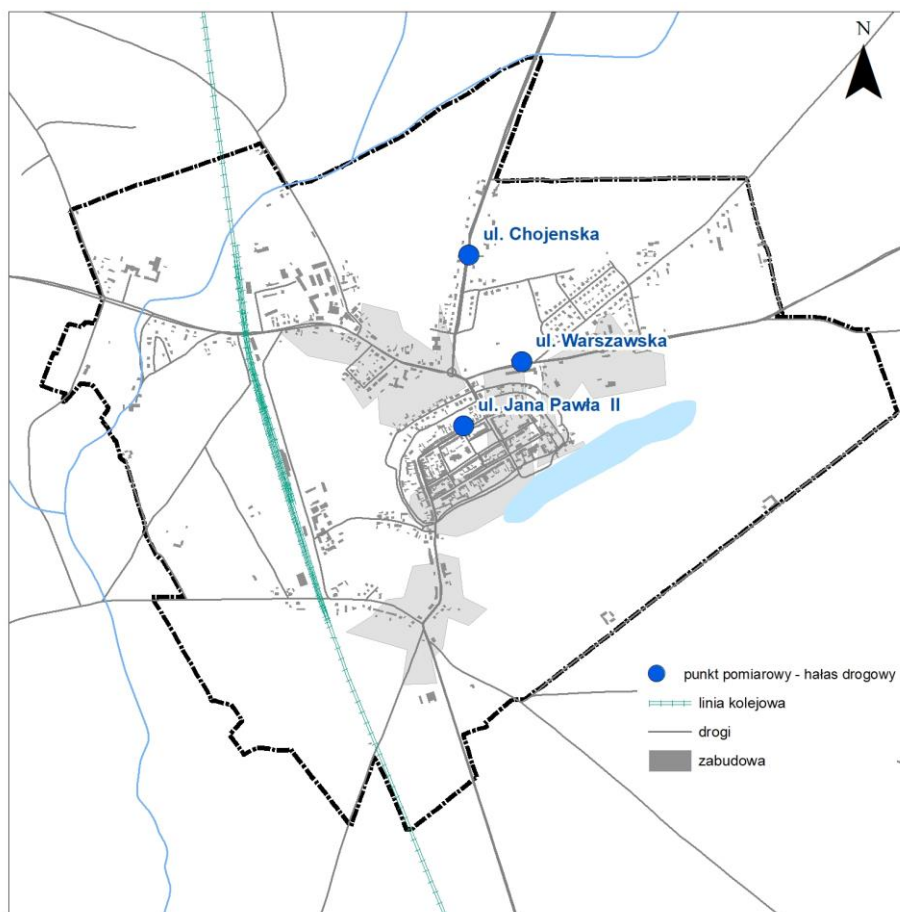 N
ul. Chojenska
ul. Warszawska
ul. Jana Pawła II
punkt pomiarowy - hałas drogowy
linia kolejowa
drogi
zabudowa